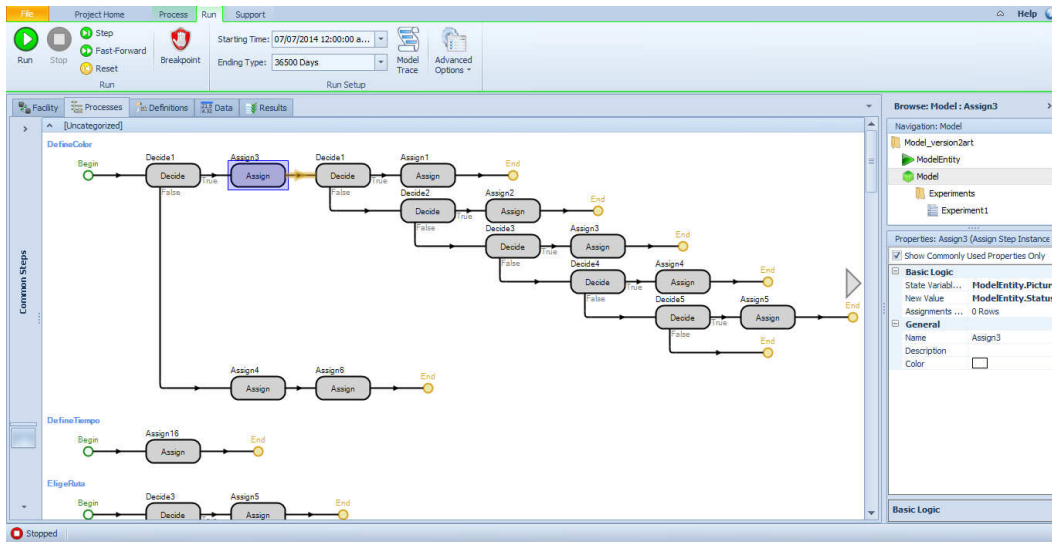 File Project Home Process Run Support Help
Run
Stop
Step
Fast-Forward
Reset
Run
Breakpoint
Starting Time: 07/07/2014 12:00:00 a...
Ending Type: 36500 Days
Model Trace
Advanced Options
Run Setup
Facility Processes Definitions Data Results
[Uncategorized]
DefineColor
Begin Decide1 Assign3 Decide1 Assign1 End
Decide True Assign Decide True Assign
False False Decide2 Assign2 End
Decide True Assign
False Decide3 Assign3 End
Decide True Assign
False Decide4 Assign4 End
Decide True Assign
False Decide5 Assign5 End
Decide True Assign
False End
Assign4 Assign6 End
Assign Assign
DefineTiempo
Begin Assign16 End
Assign
EligeRuta
Begin Decide3 Assign5 End
Decide Assign
Common Steps
Browse: Model : Assign3
Navigation: Model
Model_version2art
ModelEntity
Model
Experiments
Experiment1
Properties: Assign3 (Assign Step Instance
Show Commonly Used Properties Only
Basic Logic
State Variabl... ModelEntity.Pictur
New Value ModelEntity.Status
Assignments ... 0 Rows
General
Name Assign3
Description
Color
Basic Logic
Stopped